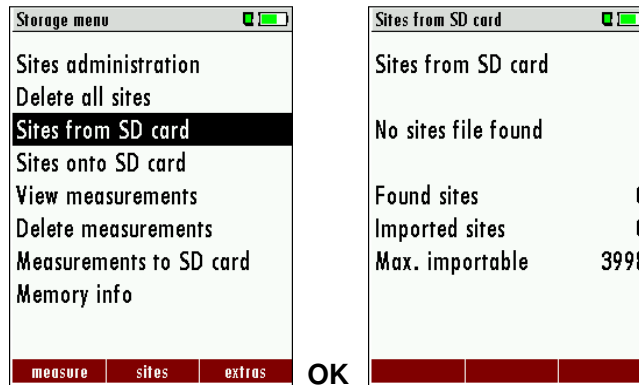 Storage menu
Sites administration
Delete all sites
Sites from SD card
Sites onto SD card
View measurements
Delete measurements
Measurements to SD card
Memory info
measure sites extras
OK
Sites from SD card
Sites from SD card
No sites file found
Found sites
Imported sites
Max. importable 3998